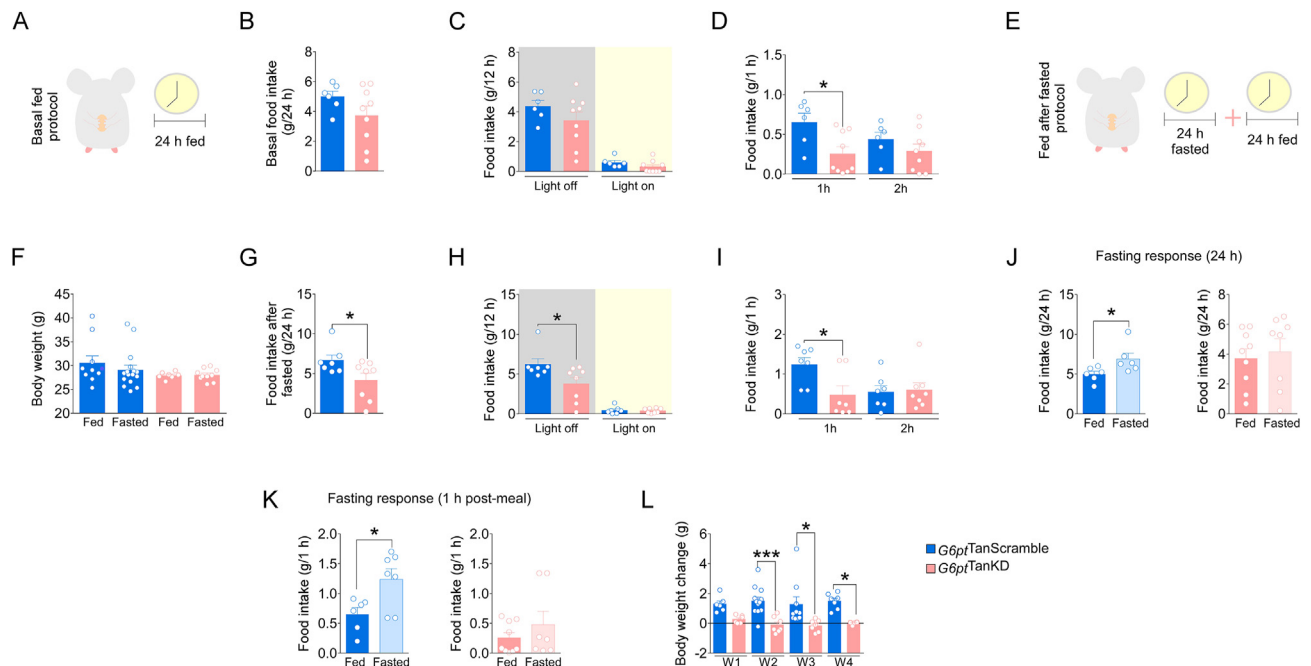 A
Basal fed
protocol
24 h fed
B
Basal food intake
(g/24 h)
8
6
4
2
0
C
Food intake (g/12 h)
8
6
4
2
0
Light off
Light on
D
Food intake (g/1 h)
1.5
1.0
0.5
0.0
*
1h
2h
E
Fed after fasted
protocol
24 h
fasted
+
24 h fed
F
Body weight (g)
45
40
35
30
25
20
Fed
Fasted
Fed
Fasted
G
Food intake after
fasted (g/24 h)
15
10
5
0
*
H
Food intake (g/12 h)
15
10
5
0
*
Light off
Light on
I
Food intake (g/1 h)
3
2
1
0
*
1h
2h
J
Fasting response (24 h)
Food intake (g/24 h)
15
10
5
0
*
Fed
Fasted
Food intake (g/24 h)
8
6
4
2
0
Fed
Fasted
K
Fasting response (1 h post-meal)
Food intake (g/1 h)
2.0
1.5
1.0
0.5
0.0
*
Fed
Fasted
Food intake (g/1 h)
2.0
1.5
1.0
0.5
0.0
Fed
Fasted
L
Body weight change (g)
6
4
2
0
-2
***
*
*
W1
W2
W3
W4
G6ptTanScramble
G6ptTanKD